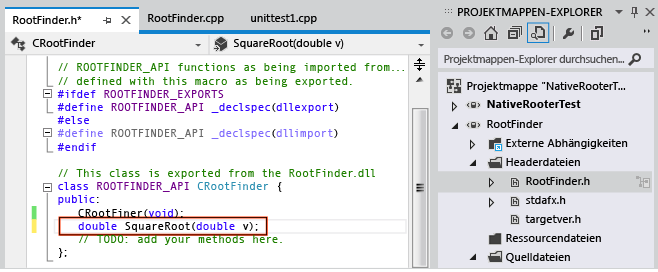 RootFinder.h*
RootFinder.cpp
unittest1.cpp
CRootFinder
SquareRoot(double v)
// ROOTFINDER_API functions as being imported from...
// defined with this macro as being exported.
#ifdef ROOTFINDER_EXPORTS
#define ROOTFINDER_API _declspec(dllexport)
#else
#define ROOTFINDER_API _declspec(dllimport)
#endif
// This class is exported from the RootFinder.dll
class ROOTFINDER_API CRootFinder {
public:
CRootFiner(void);
double SquareRoot(double v);
// TODO: add your methods here.
};
PROJEKTMAPPEN-EXPLORER
Projektmappen-Explorer durchsuchen...
Projektmappe "NativeRooterT...
NativeRooterTest
RootFinder
Externe Abhängigkeiten
Headerdateien
RootFinder.h
stdafx.h
targetver.h
Ressourcendateien
Quelldateien